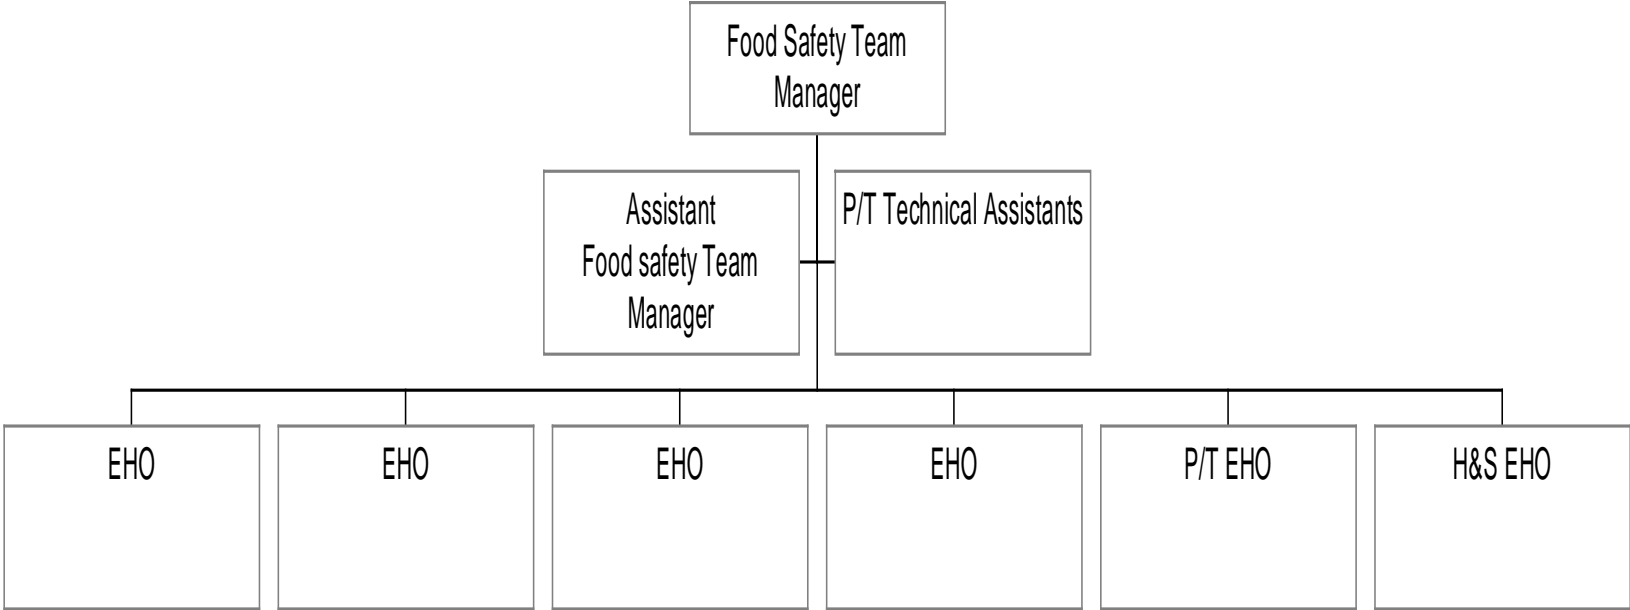 Food Safety Team
Manager
Assistant
Food safety Team
Manager
P/T Technical Assistants
EHO
EHO
EHO
EHO
P/T EHO
H&S EHO